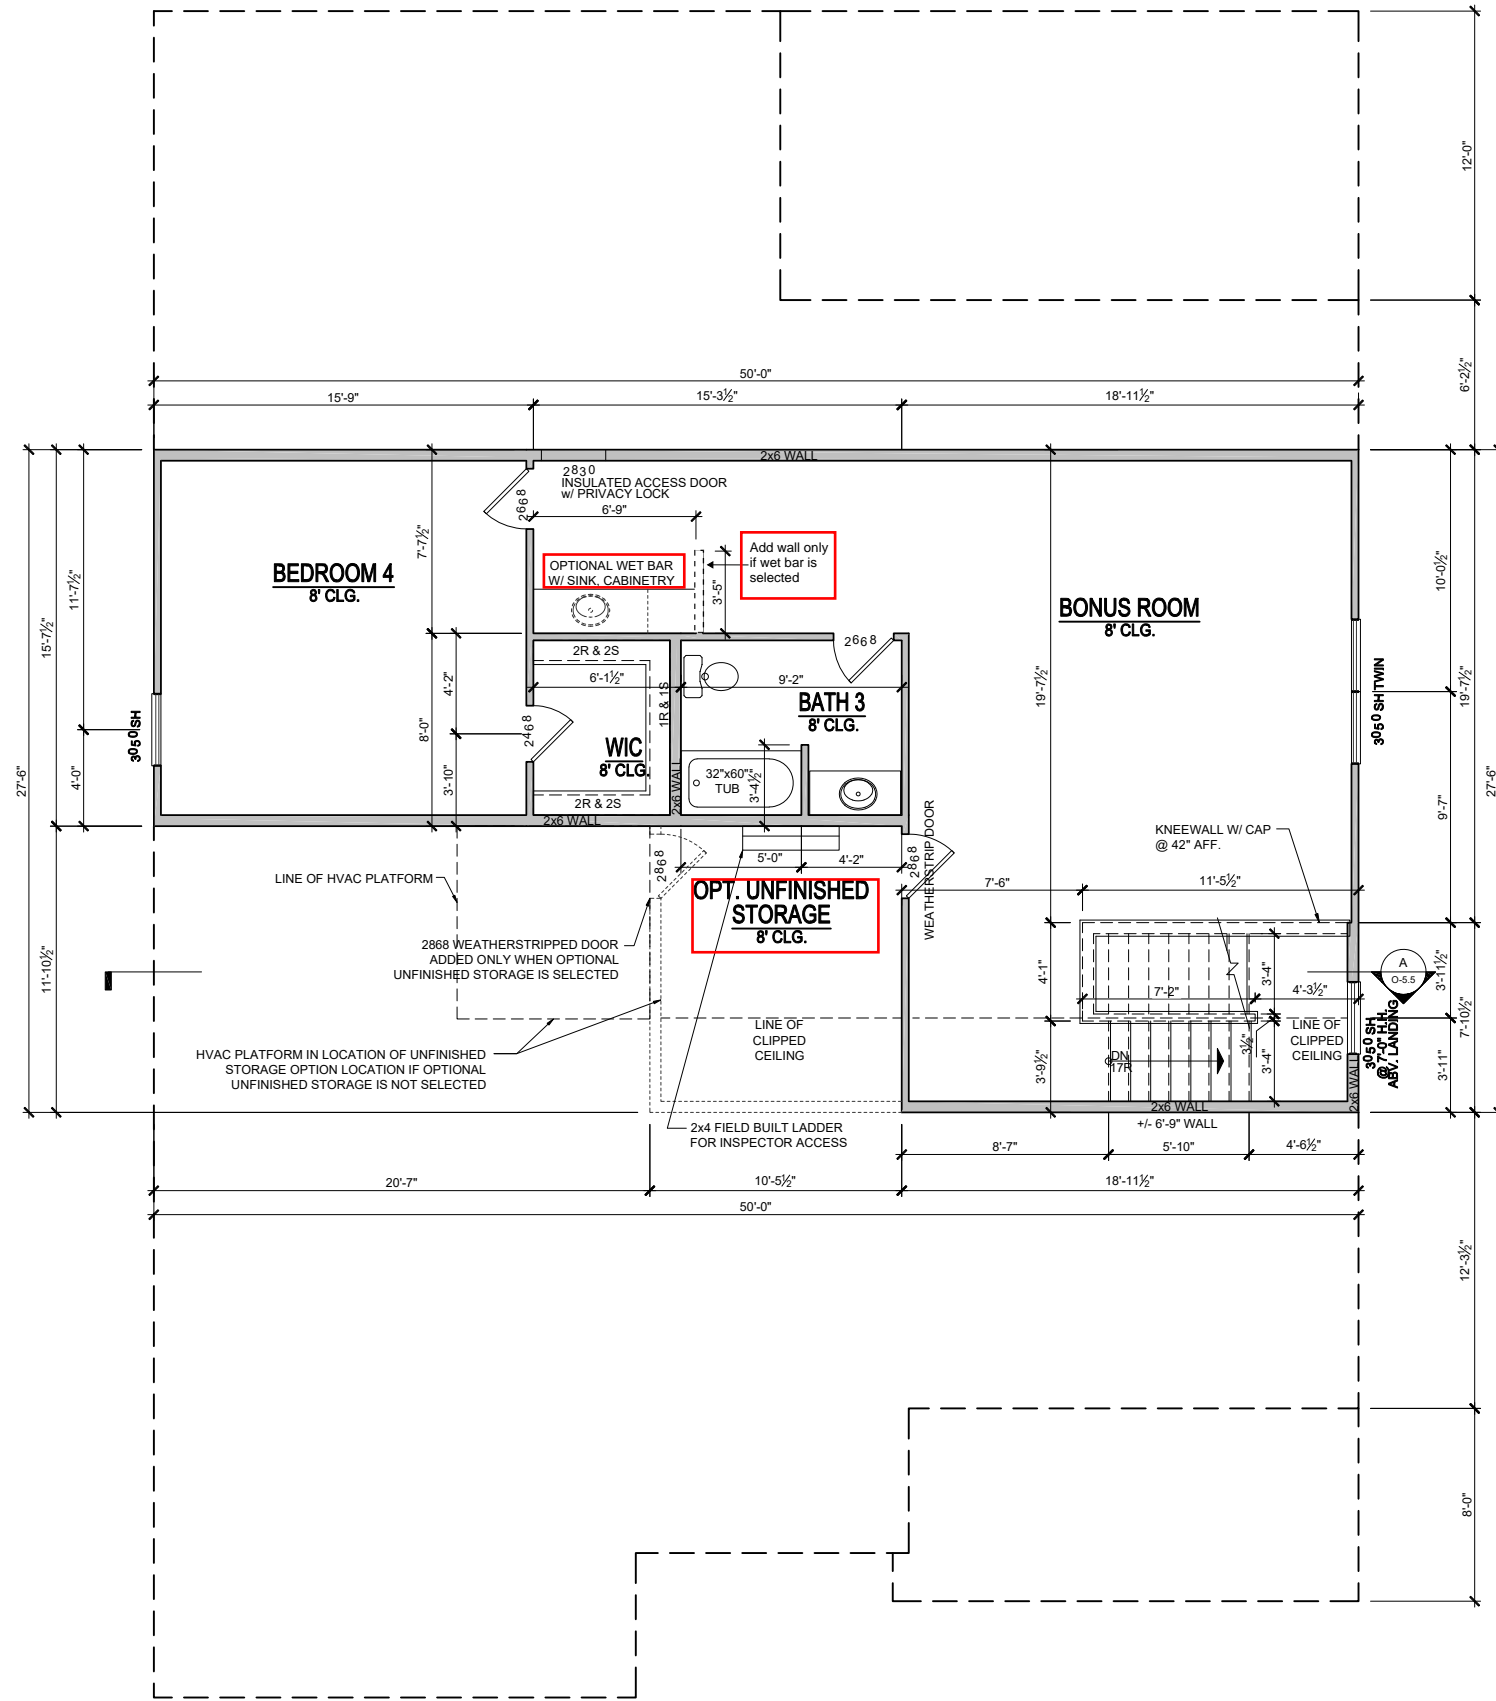 12'-0"
6'-2½"
50'-0"
15'-9"
15'-3½"
18'-11½"
2x6 WALL
2830
INSULATED ACCESS DOOR
w/ PRIVACY LOCK
2668
6'-9"
7'-7½"
OPTIONAL WET BAR
W/ SINK, CABINETRY
Add wall only
if wet bar is
selected
3'-5"
BEDROOM 4
8' CLG.
BONUS ROOM
8' CLG.
11'-7½"
15'-7½"
27'-6"
4'-0"
10'-0½"
19'-7½"
19'-7½"
27'-6"
9'-7"
2668
2R & 2S
6'-1½"
1R & 1S
9'-2"
4'-2"
8'-0"
3'-10"
BATH 3
8' CLG.
2468
WIC
8' CLG.
3050 SH
3050 SH TWIN
32"x60"
TUB
3'-4½"
2x6 WALL
2R & 2S
2x6 WALL
WEATHERSTRIP DOOR
KNEEWALL W/ CAP
@ 42" AFF.
2868
5'-0"
4'-2"
2868
LINE OF HVAC PLATFORM
OPT. UNFINISHED
STORAGE
8' CLG.
7'-6"
11'-5½"
2868 WEATHERSTRIPPED DOOR
ADDED ONLY WHEN OPTIONAL
UNFINISHED STORAGE IS SELECTED
11'-10½"
4'-1"
3'-4"
7'-2"
4'-3½"
A
O-5.5
3'-11½"
7'-10½"
3'-11"
LINE OF
CLIPPED
CEILING
LINE OF
CLIPPED
CEILING
3050 SH
@ 7'-0" H.H.
ABV. LANDING
HVAC PLATFORM IN LOCATION OF UNFINISHED
STORAGE OPTION LOCATION IF OPTIONAL
UNFINISHED STORAGE IS NOT SELECTED
3'-9½"
DN
17R
3½"
3'-4"
2x6 WALL
2x6 WALL
+/- 6'-9" WALL
2x4 FIELD BUILT LADDER
FOR INSPECTOR ACCESS
8'-7"
5'-10"
4'-6½"
20'-7"
10'-5½"
18'-11½"
50'-0"
12'-3½"
8'-0"